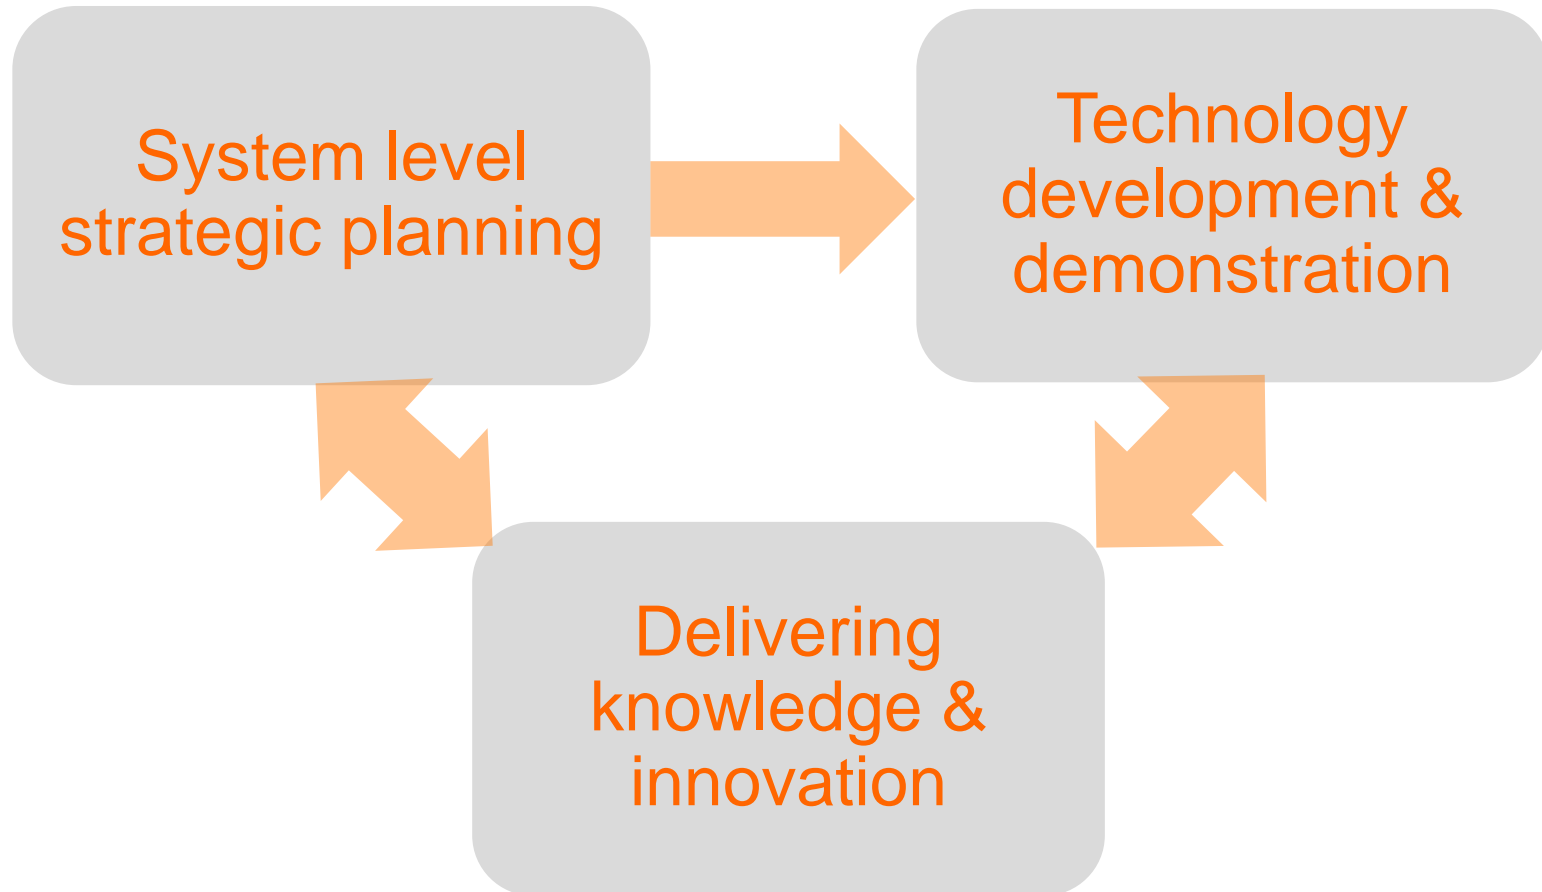 System level
strategic planning
Technology
development &
demonstration
Delivering
knowledge &
innovation